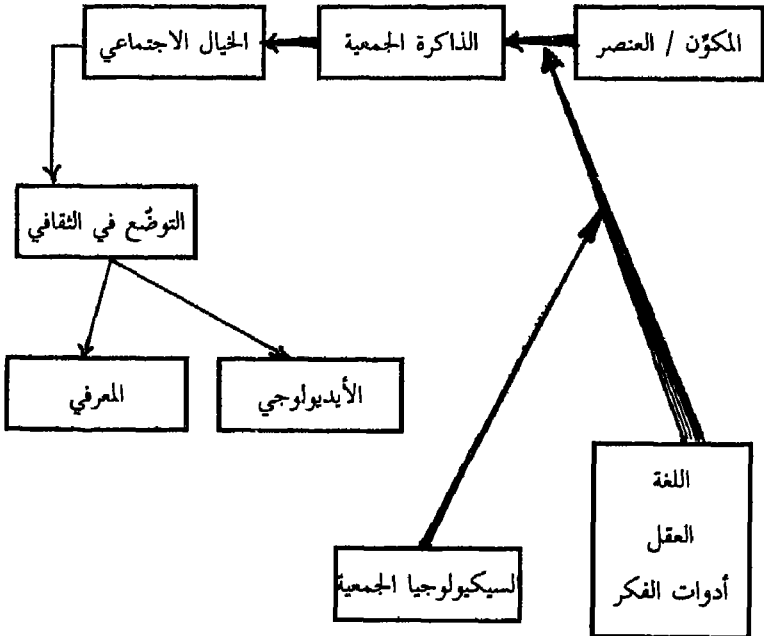 المكوِّن / العنصر
الذاكرة الجمعية
الخيال الاجتماعي
التوضّع في الثقافي
الأيديولوجي
المعرفي
اللغة
العقل
أدوات الفكر
السيكيولوجيا الجمعية